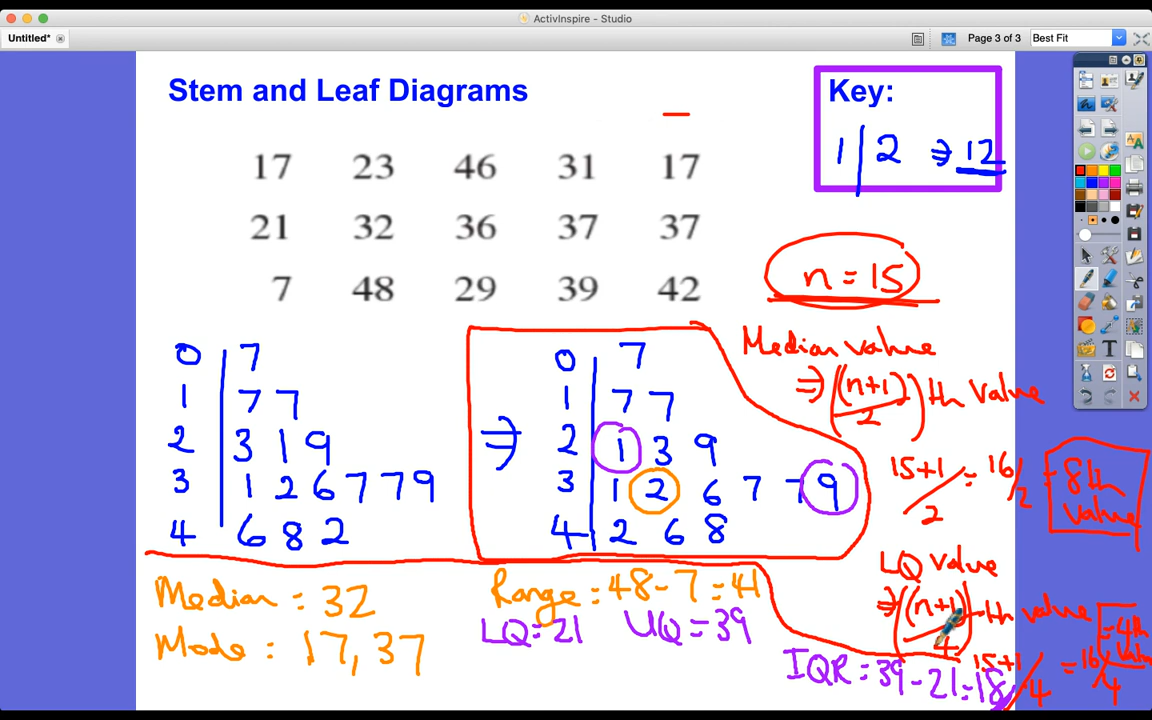 ActivInspire - Studio
Untitled*
Page 3 of 3
Best Fit
Stem and Leaf Diagrams
Key:
1 | 2 ⇒ 12
17 23 46 31 17
21 32 36 37 37
7 48 29 39 42
n = 15
0 | 7
1 | 7 7
2 | 3 1 9
3 | 1 2 6 7 7 9
4 | 6 8 2
⇒
0 | 7
1 | 7 7
2 | 1 3 9
3 | 1 2 6 7 7 9
4 | 2 6 8
Median value
⇒ ((n+1)/2)th value
15+1/2 = 16/2 = 8th value
LQ value
⇒ ((n+1)/4)th value
15+1/4 = 16/4 = 4th value
Median = 32
Mode = 17, 37
Range = 48 - 7 = 41
LQ = 21 UQ = 39
IQR = 39 - 21 = 18